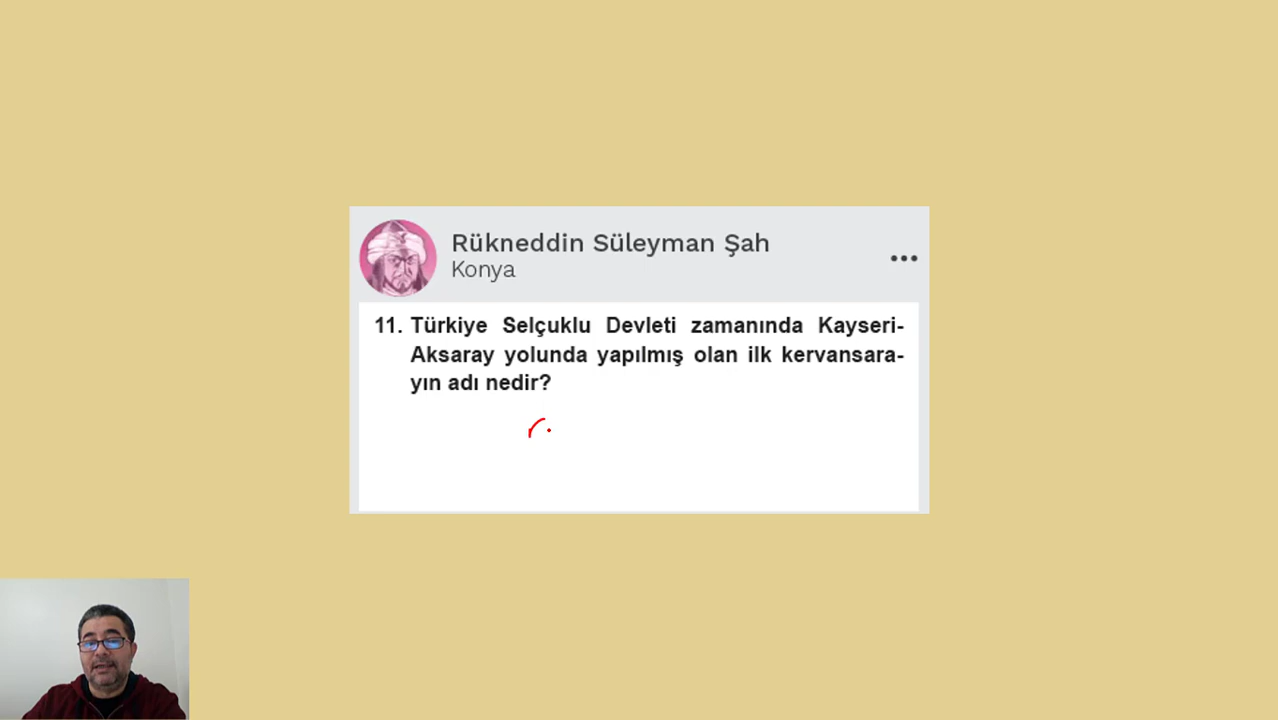 Rükneddin Süleyman Şah
Konya
11. Türkiye Selçuklu Devleti zamanında Kayseri-
Aksaray yolunda yapılmış olan ilk kervansara-
yın adı nedir?